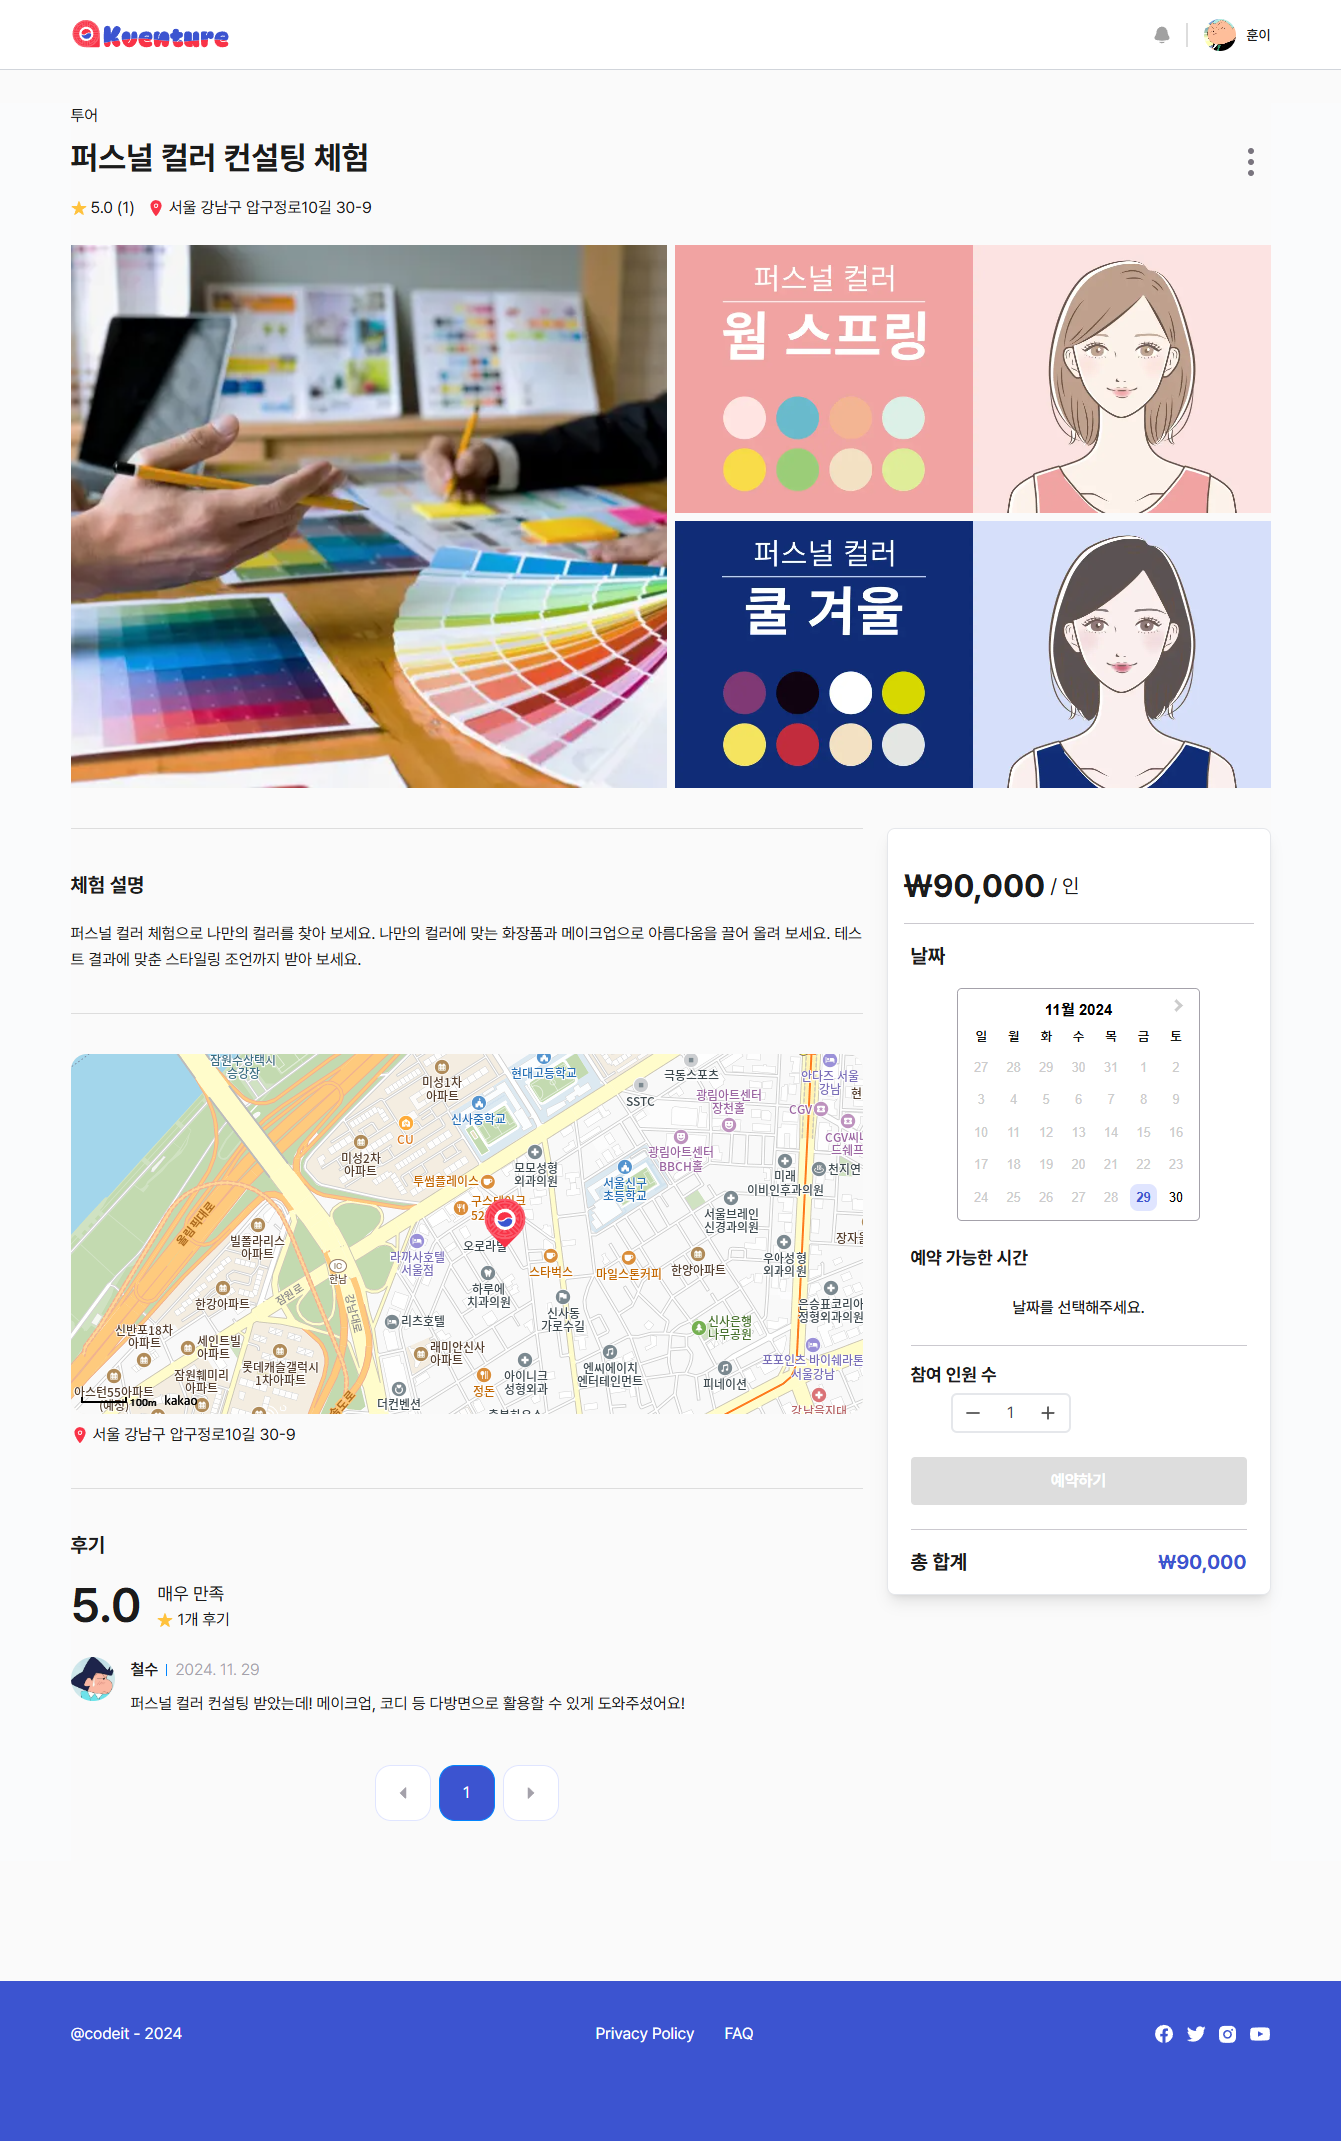 Kventure
훈이
투어
퍼스널 컬러 컨설팅 체험
5.0 (1) 서울 강남구 압구정로10길 30-9
퍼스널 컬러
웜 스프링
퍼스널 컬러
쿨 겨울
체험 설명
퍼스널 컬러 체험으로 나만의 컬러를 찾아 보세요. 나만의 컬러에 맞는 화장품과 메이크업으로 아름다움을 끌어 올려 보세요. 테스
트 결과에 맞춘 스타일링 조언까지 받아 보세요.
잠원수상택시
승강장
미성1차
아파트
현대고등학교
극동스포츠
안다즈 서울
강남
현
신사중학교
SSTC
광림아트센터
장천홀
CGV
CU
CGV씨네
드쉐프
미성2차
아파트
모모성형
외과의원
광림아트센터
BBCH홀
미래
이비인후과의원
천지연
투썸플레이스
서울신구
초등학교
구스테이크
52
서울브레인
신경과의원
올림픽대로
빌폴라리스
아파트
오로라빌
라까사호텔
서울점
우아성형
외과의원
IC
한남
스타벅스
마일스톤커피
한양아파트
하루에
치과의원
한강아파트
잠원로
강남대로
신사동
가로수길
은승표코리아
정형외과의원
리츠호텔
신사은행
나무공원
신반포18차
아파트
세인트빌
아파트
래미안신사
아파트
롯데캐슬갤럭시
1차아파트
엔씨에이치
엔터테인먼트
포포인츠 바이쉐라톤
서울강남
잠원훼미리
아파트
아이니크
성형외과
정돈
피네이션
아스턴55아파트
(예정)
100m
kakao
더컨벤션
강남을지대
서울 강남구 압구정로10길 30-9
후기
5.0
매우 만족
1개 후기
철수 | 2024. 11. 29
퍼스널 컬러 컨설팅 받았는데! 메이크업, 코디 등 다방면으로 활용할 수 있게 도와주셨어요!
1
₩90,000 / 인
날짜
11월 2024
일 월 화 수 목 금 토
27 28 29 30 31 1 2
3 4 5 6 7 8 9
10 11 12 13 14 15 16
17 18 19 20 21 22 23
24 25 26 27 28 29 30
예약 가능한 시간
날짜를 선택해주세요.
참여 인원 수
1
예약하기
총 합계 ₩90,000
@codeit - 2024
Privacy Policy FAQ